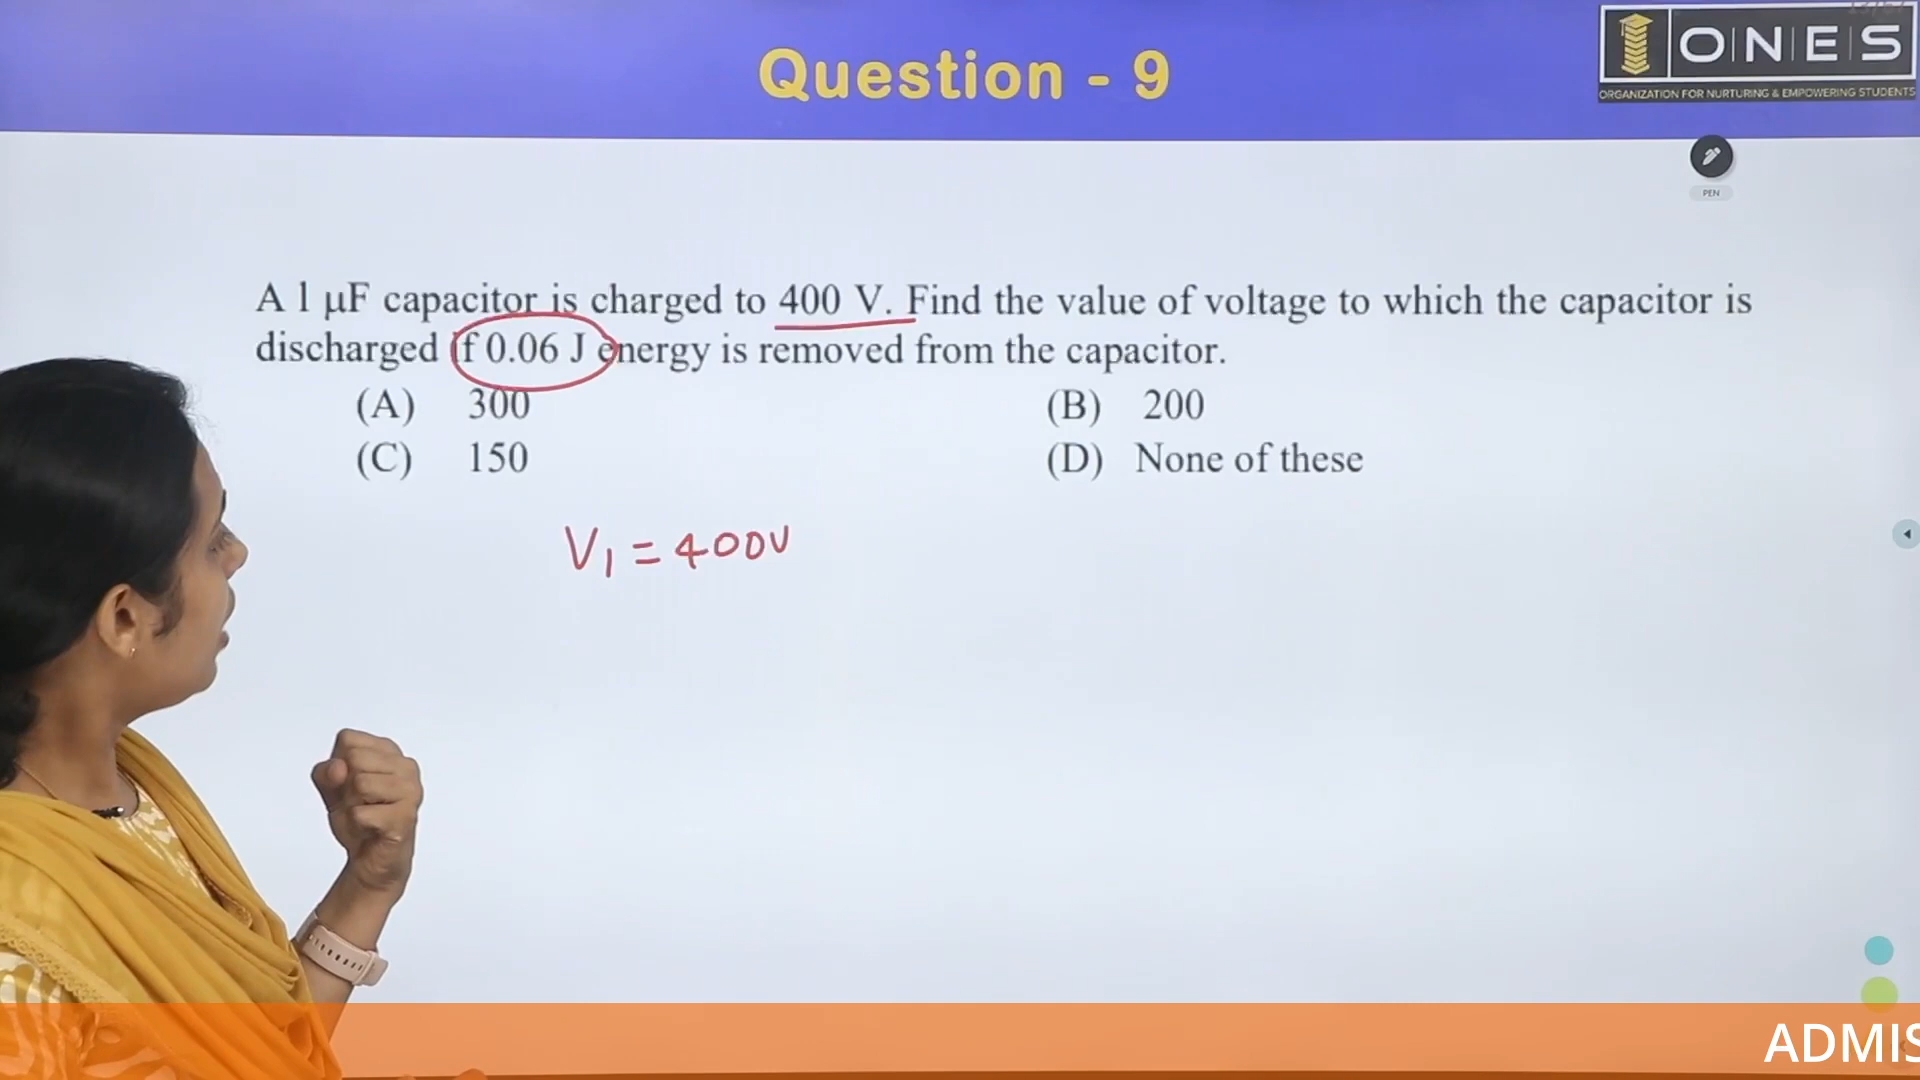 Question - 9
ONES
ORGANIZATION FOR NURTURING & EMPOWERING STUDENTS
PEN
A 1 μF capacitor is charged to 400 V. Find the value of voltage to which the capacitor is
discharged if 0.06 J energy is removed from the capacitor.
(A) 300
(B) 200
(C) 150
(D) None of these
V₁ = 400V
ADMIS